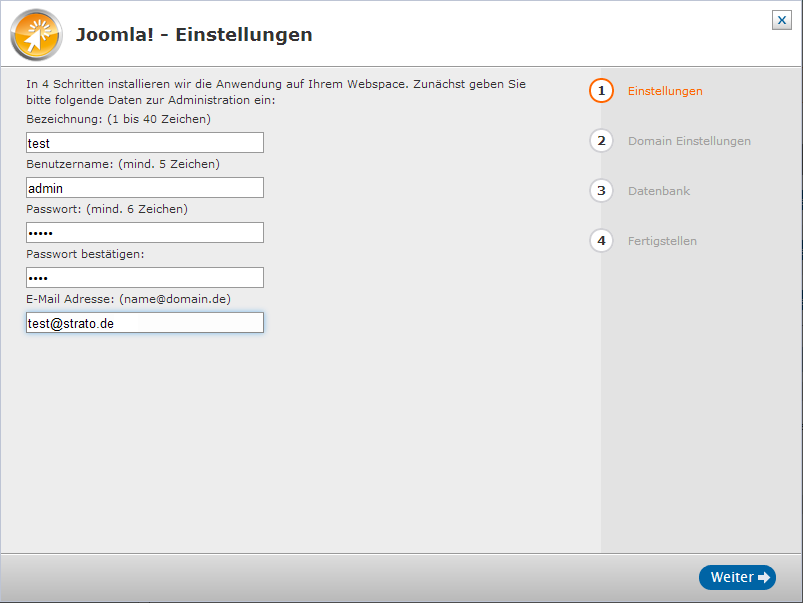 Joomla! - Einstellungen
x
In 4 Schritten installieren wir die Anwendung auf Ihrem Webspace. Zunächst geben Sie
bitte folgende Daten zur Administration ein:
Bezeichnung: (1 bis 40 Zeichen)
test
Benutzername: (mind. 5 Zeichen)
admin
Passwort: (mind. 6 Zeichen)
•••••
Passwort bestätigen:
••••
E-Mail Adresse: (name@domain.de)
test@strato.de
1 Einstellungen
2 Domain Einstellungen
3 Datenbank
4 Fertigstellen
Weiter